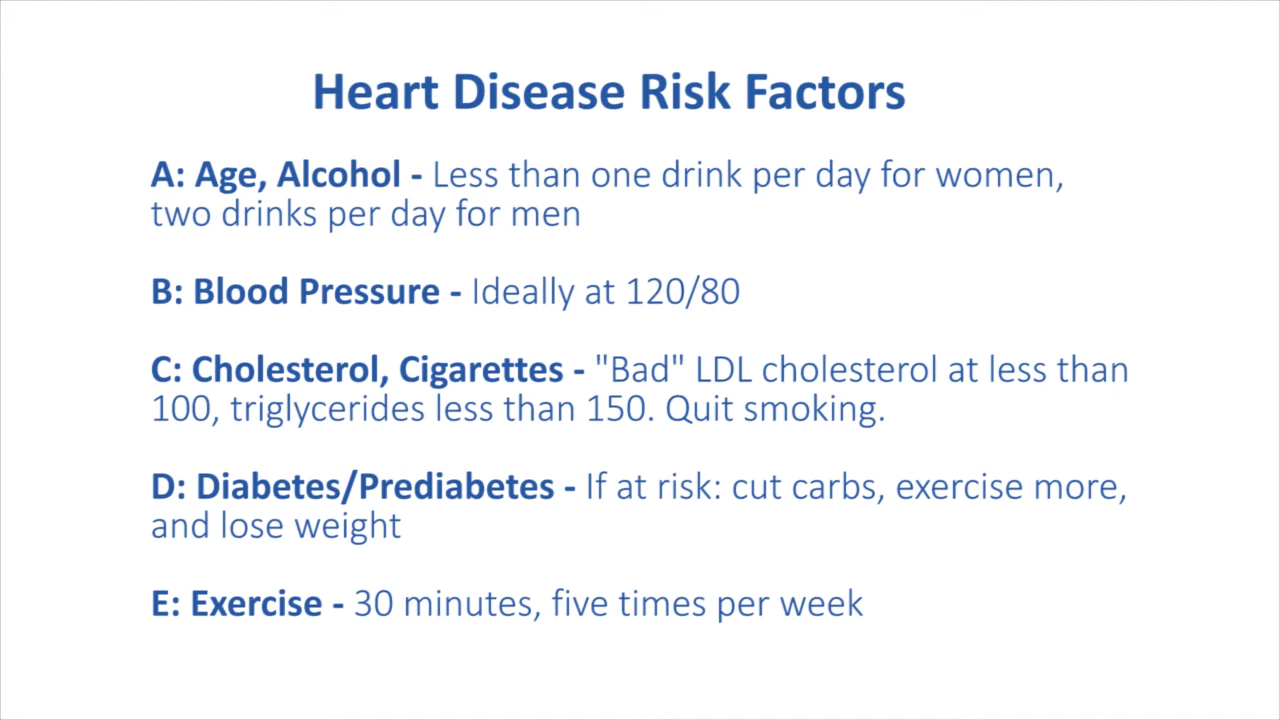 Heart Disease Risk Factors
A: Age, Alcohol - Less than one drink per day for women,
two drinks per day for men
B: Blood Pressure - Ideally at 120/80
C: Cholesterol, Cigarettes - "Bad" LDL cholesterol at less than
100, triglycerides less than 150. Quit smoking.
D: Diabetes/Prediabetes - If at risk: cut carbs, exercise more,
and lose weight
E: Exercise - 30 minutes, five times per week